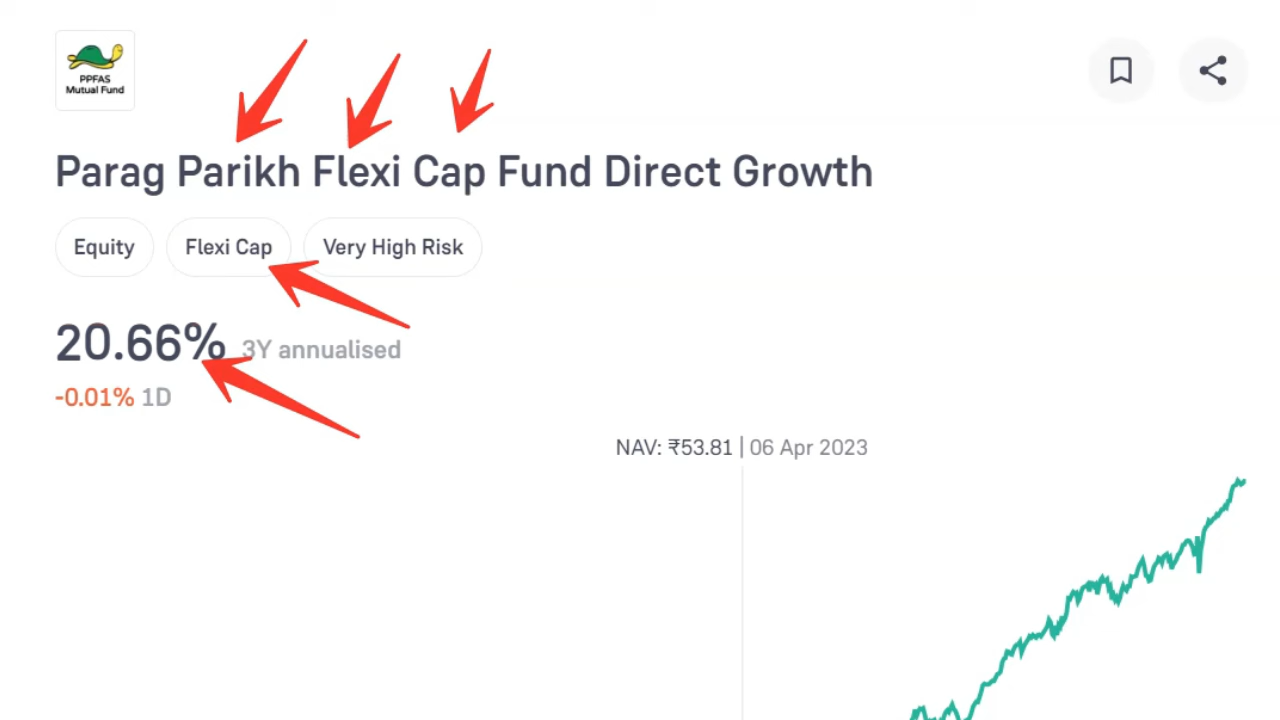 PPFAS
Mutual Fund
Parag Parikh Flexi Cap Fund Direct Growth
Equity Flexi Cap Very High Risk
20.66% 3Y annualised
-0.01% 1D
NAV: ₹53.81 | 06 Apr 2023